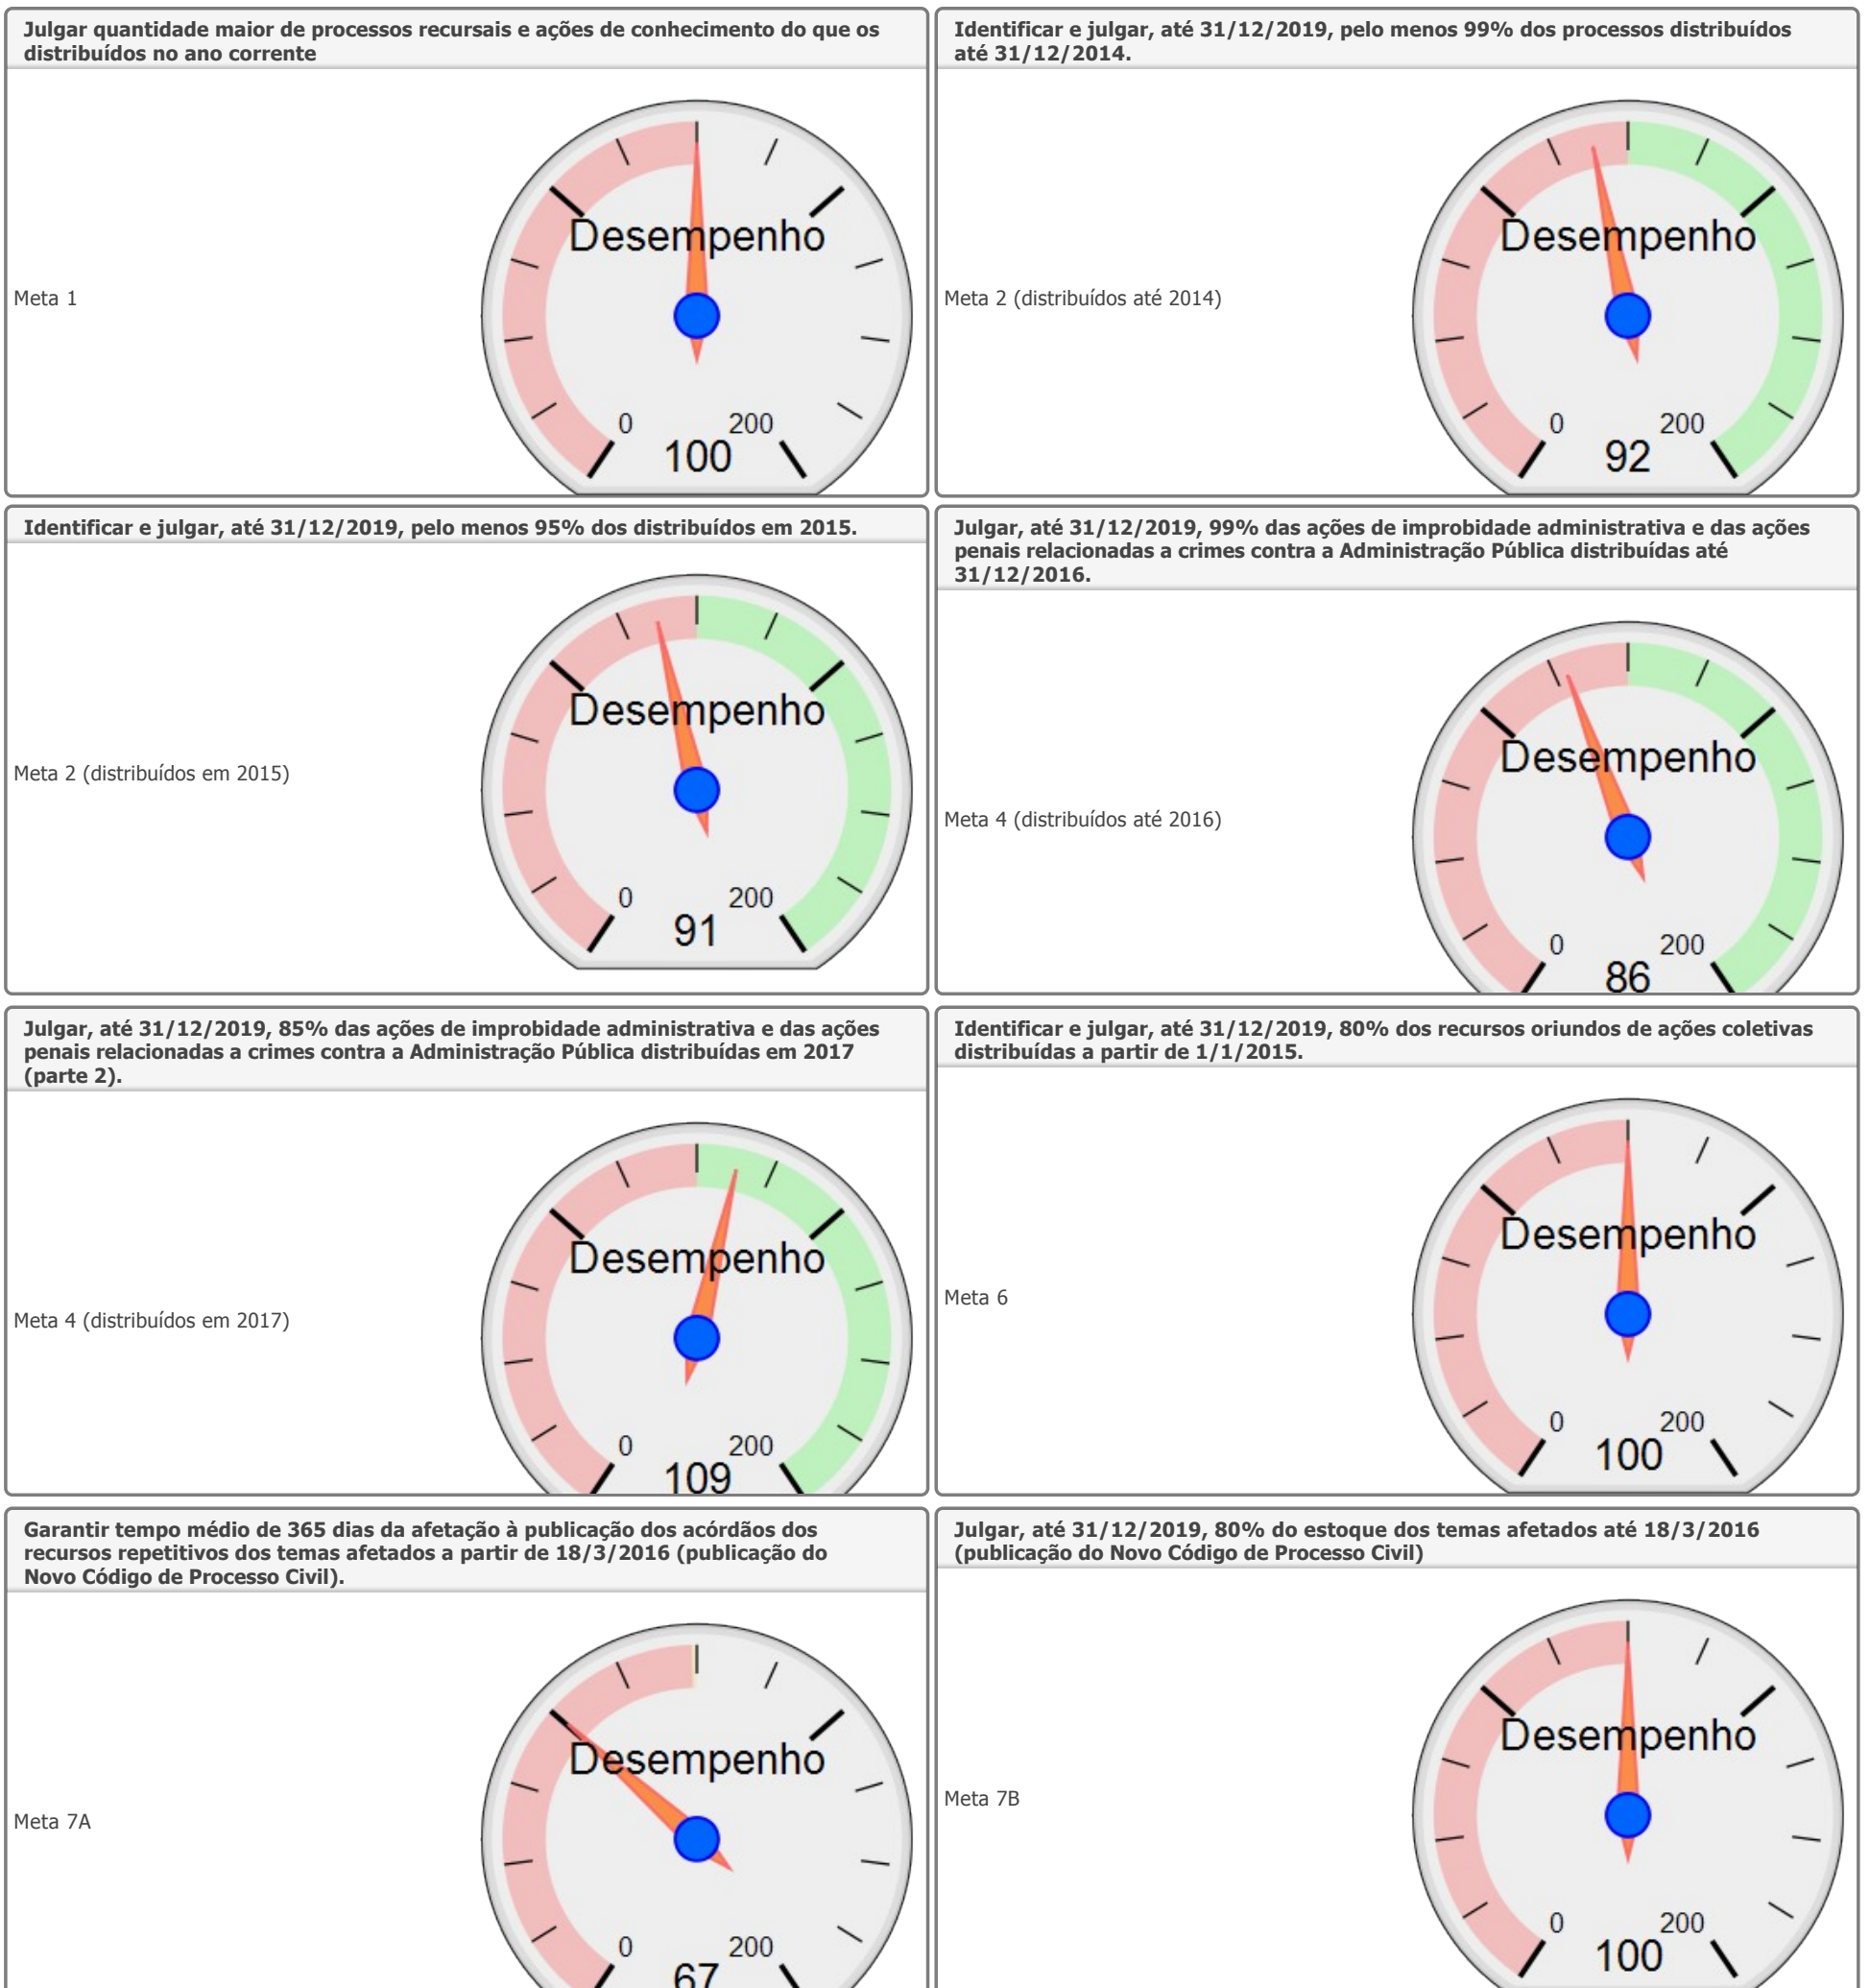 Julgar quantidade maior de processos recursais e ações de conhecimento do que os
distribuídos no ano corrente
Meta 1
Desempenho
0
200
100
Identificar e julgar, até 31/12/2019, pelo menos 99% dos processos distribuídos
até 31/12/2014.
Meta 2 (distribuídos até 2014)
Desempenho
0
200
92
Identificar e julgar, até 31/12/2019, pelo menos 95% dos distribuídos em 2015.
Meta 2 (distribuídos em 2015)
Desempenho
0
200
91
Julgar, até 31/12/2019, 99% das ações de improbidade administrativa e das ações
penais relacionadas a crimes contra a Administração Pública distribuídas até
31/12/2016.
Meta 4 (distribuídos até 2016)
Desempenho
0
200
86
Julgar, até 31/12/2019, 85% das ações de improbidade administrativa e das ações
penais relacionadas a crimes contra a Administração Pública distribuídas em 2017
(parte 2).
Meta 4 (distribuídos em 2017)
Desempenho
0
200
109
Identificar e julgar, até 31/12/2019, 80% dos recursos oriundos de ações coletivas
distribuídas a partir de 1/1/2015.
Meta 6
Desempenho
0
200
100
Garantir tempo médio de 365 dias da afetação à publicação dos acórdãos dos
recursos repetitivos dos temas afetados a partir de 18/3/2016 (publicação do
Novo Código de Processo Civil).
Meta 7A
Desempenho
0
200
67
Julgar, até 31/12/2019, 80% do estoque dos temas afetados até 18/3/2016
(publicação do Novo Código de Processo Civil)
Meta 7B
Desempenho
0
200
100